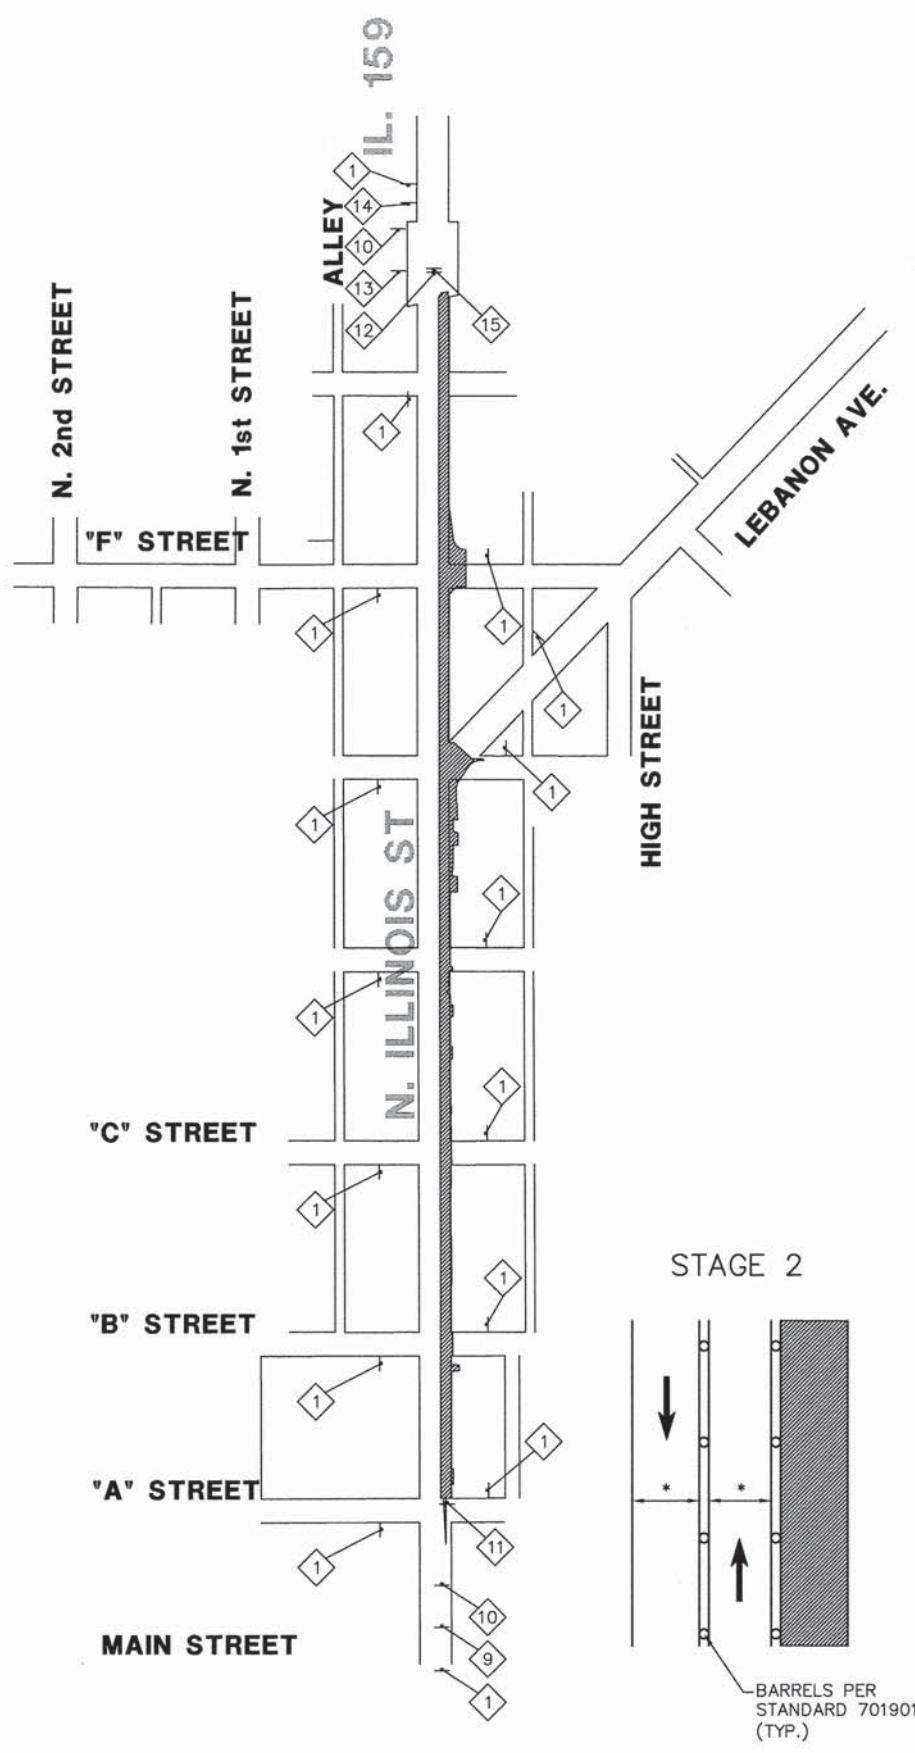 IL. 159
1
14
ALLEY
10
13
12
15
N. 2nd STREET
N. 1st STREET
1
LEBANON AVE.
"F" STREET
1
1
1
HIGH STREET
1
1
N. ILLINOIS ST
1
1
1
"C" STREET
1
1
STAGE 2
"B" STREET
1
1
"A" STREET
* *
11
1
10
MAIN STREET
9
1
BARRELS PER
STANDARD 701901
(TYP.)